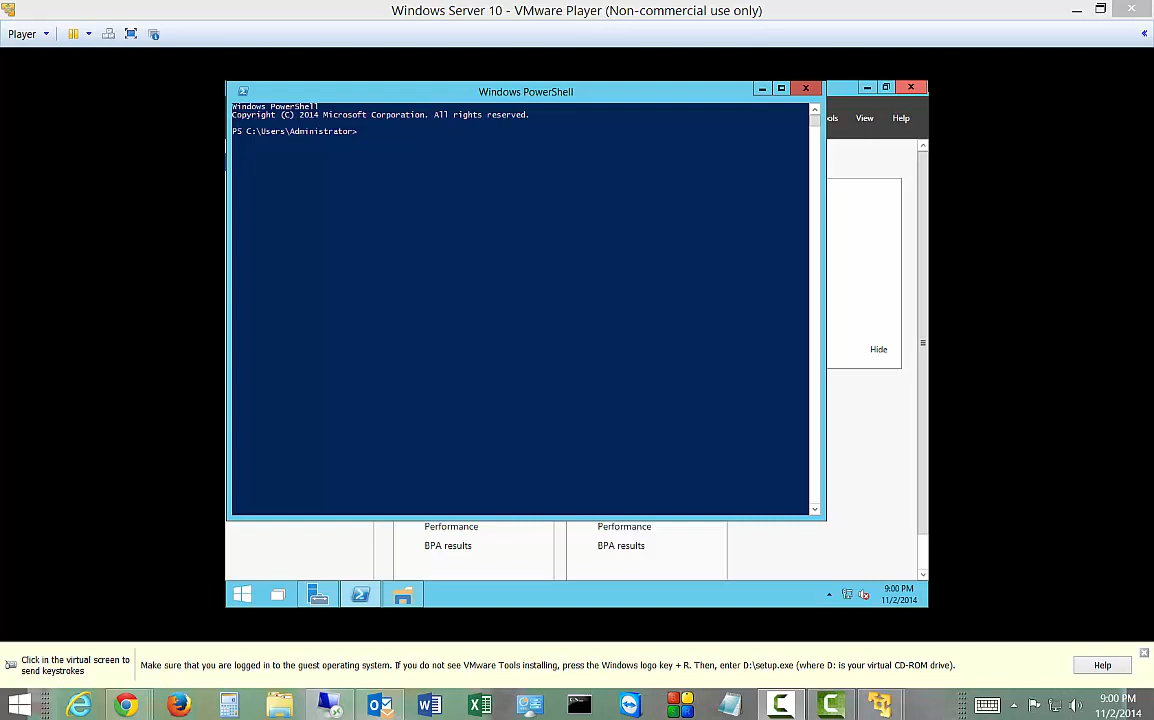 Windows Server 10 - VMware Player (Non-commercial use only)
Player
Windows PowerShell
View
Help
Windows PowerShell
Copyright (C) 2014 Microsoft Corporation. All rights reserved.
PS C:\Users\Administrator>
Hide
Performance
Performance
BPA results
BPA results
9:00 PM
11/2/2014
Click in the virtual screen to
send keystrokes
Make sure that you are logged in to the guest operating system. If you do not see VMware Tools installing, press the Windows logo key + R. Then, enter D:\setup.exe (where D: is your virtual CD-ROM drive).
Help
9:00 PM
11/2/2014